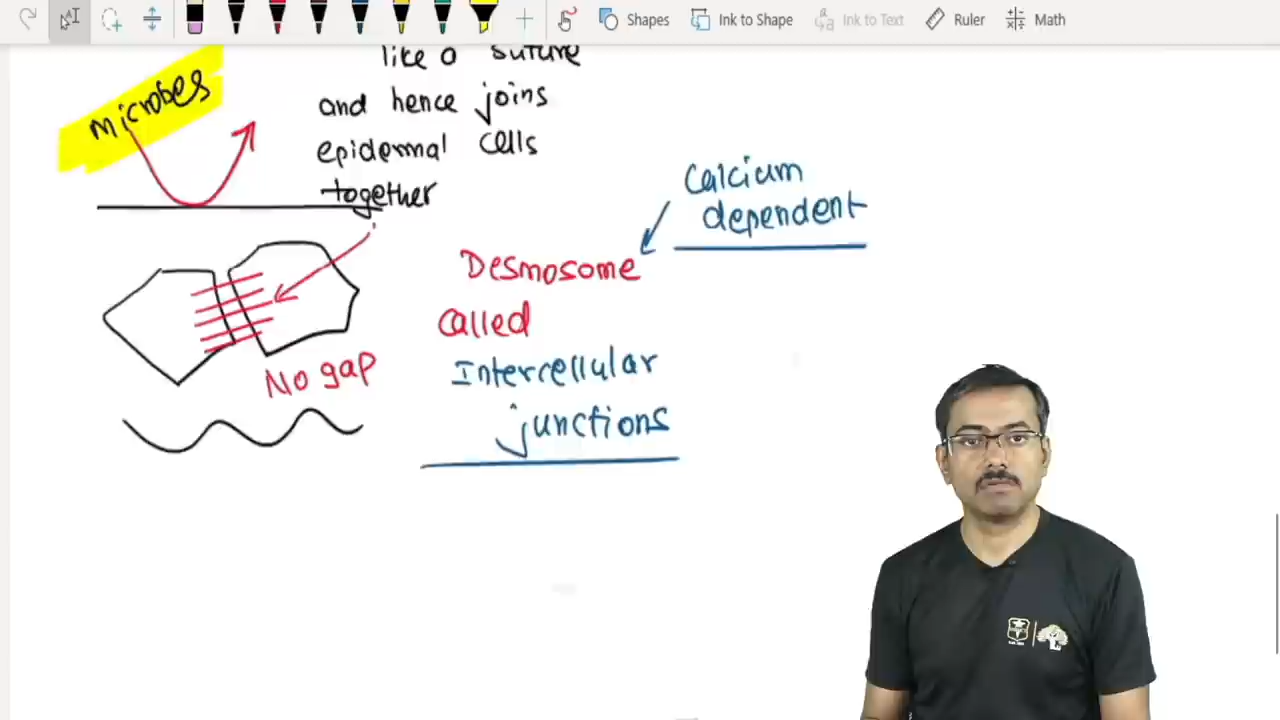 Shapes
Ink to Shape
Ink to Text
Ruler
Math
like a suture
and hence joins
epidermal cells
together
microbes
Calcium
dependent
Desmosome
called
Intercellular
junctions
No gap